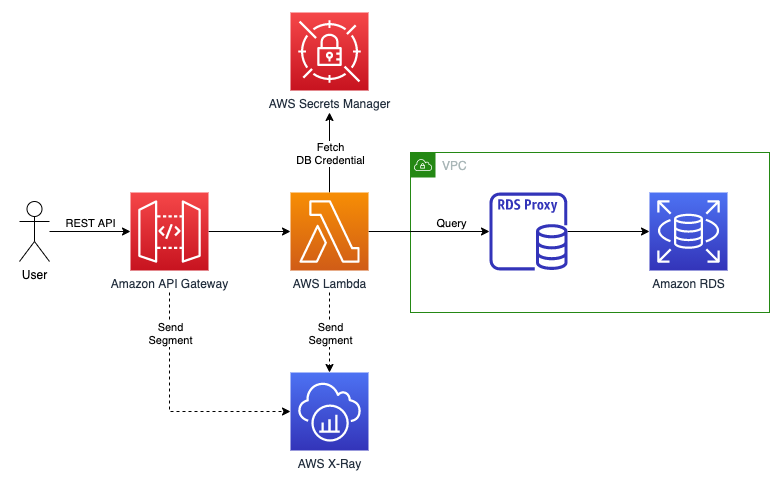 AWS Secrets Manager
Fetch
DB Credential
VPC
REST API
User
</>
Amazon API Gateway
AWS Lambda
Query
RDS Proxy
Amazon RDS
Send
Segment
Send
Segment
AWS X-Ray